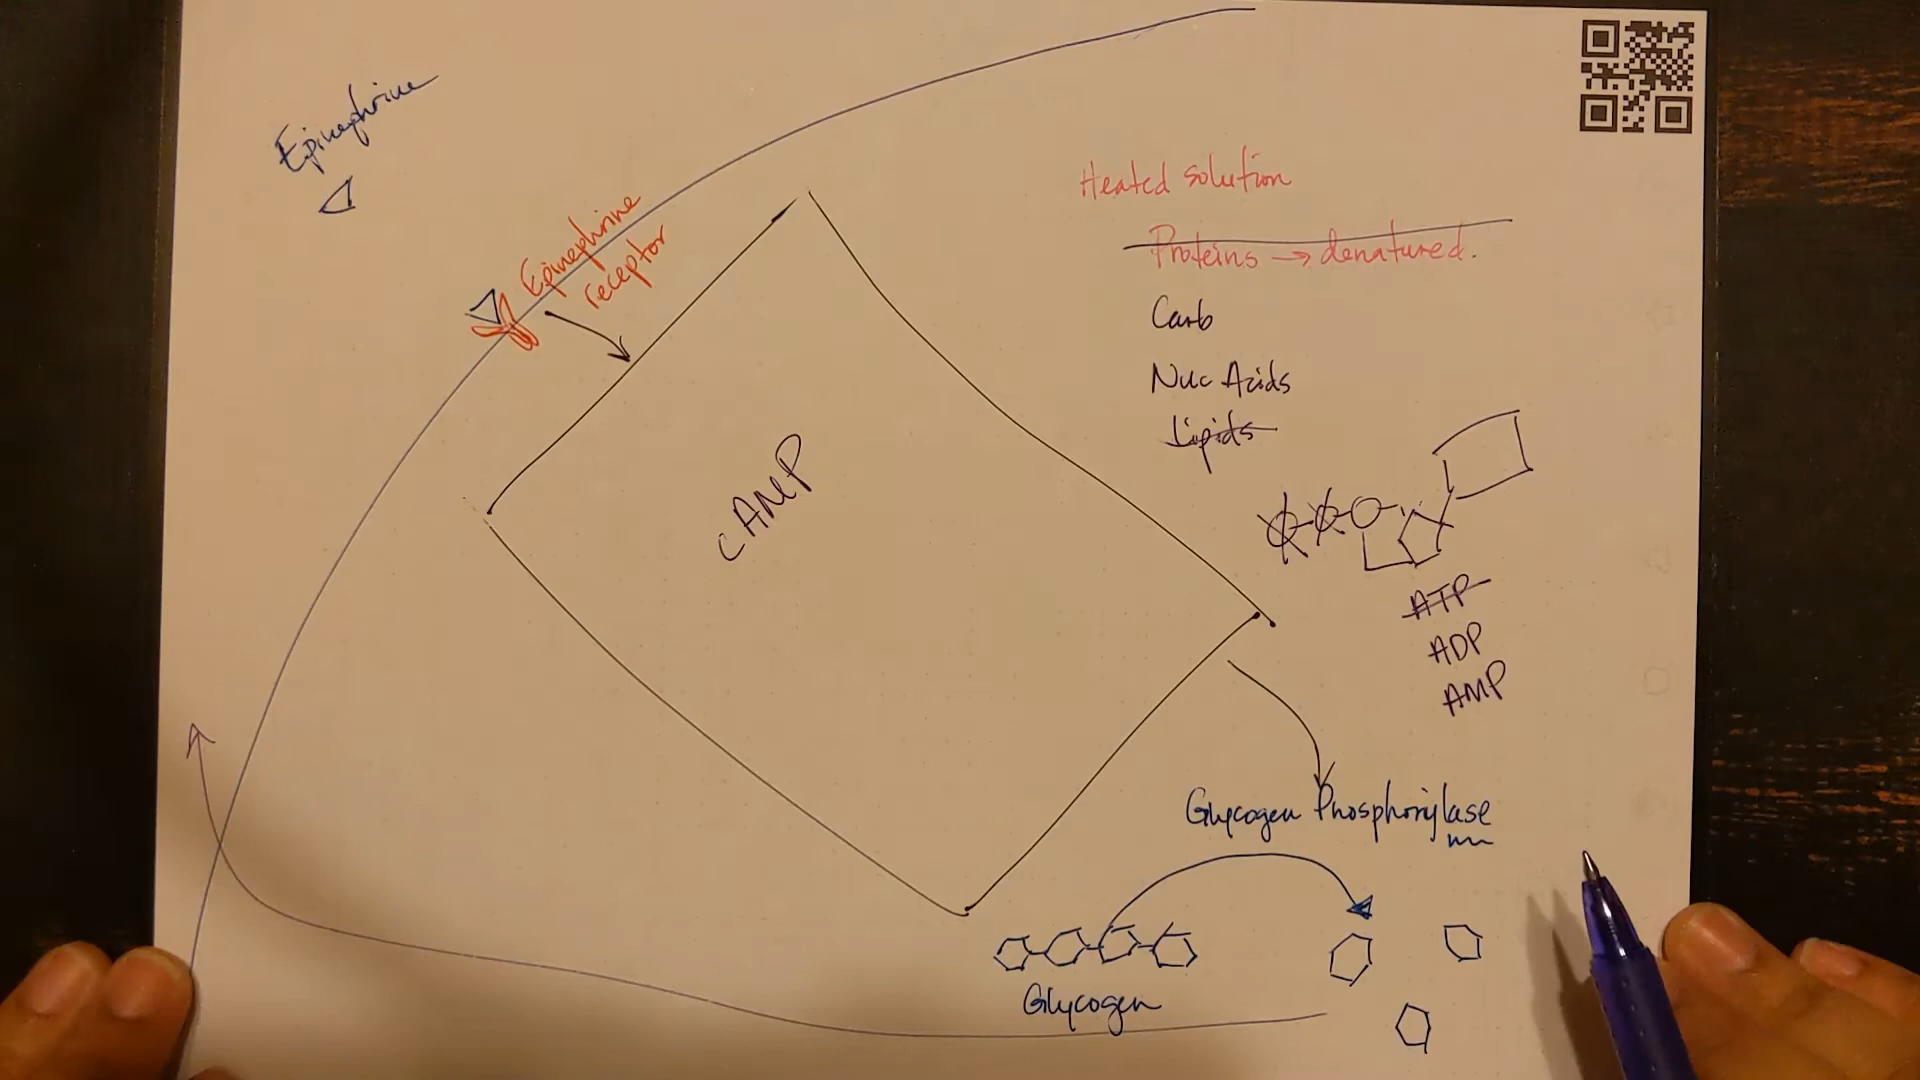 Epinephrine
Epinephrine
receptor
cAMP
Heated solution
Proteins → denatured.
Carb
Nuc Acids
Lipids
ATP
ADP
AMP
Glycogen Phosphorylase
Glycogen